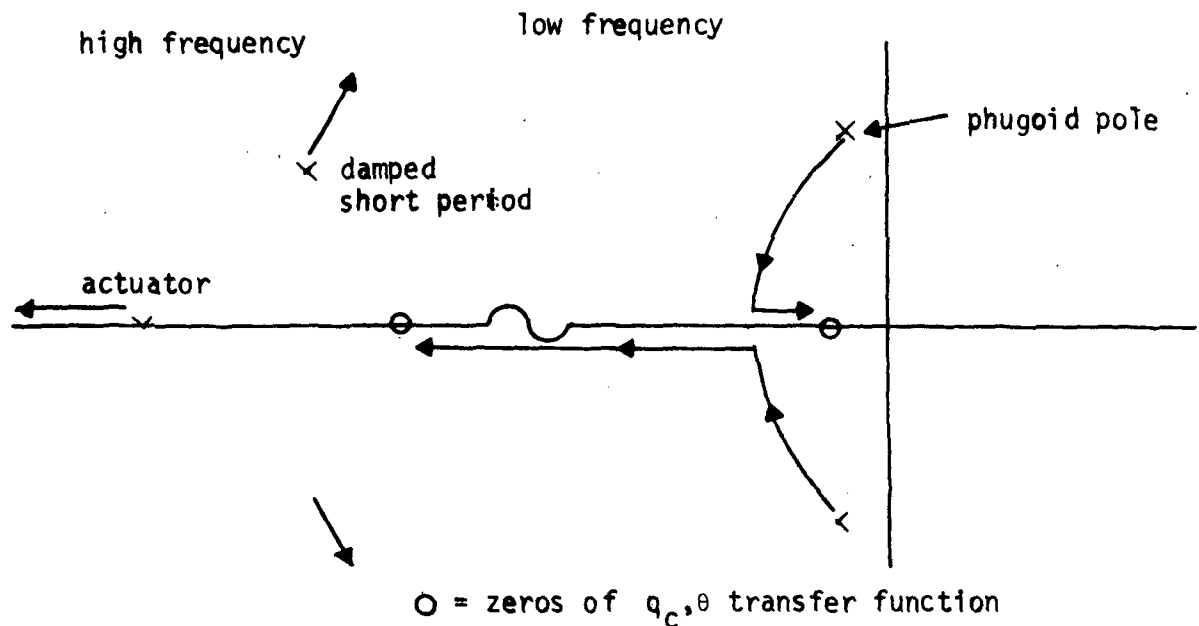 high frequency
low frequency
phugoid pole
damped
short period
actuator
O = zeros of q_c,θ transfer function